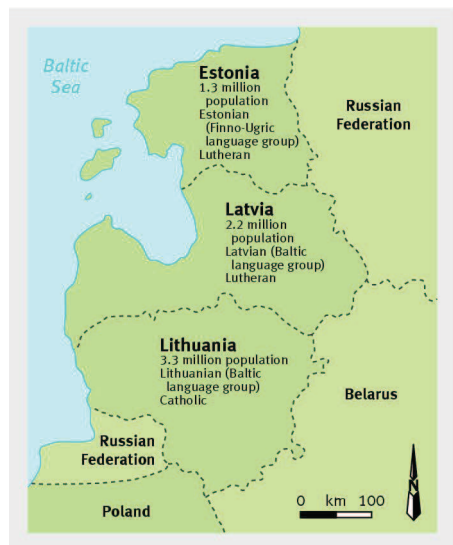 Baltic
Sea
Estonia
1.3 million
population
Estonian
(Finno-Ugric
language group)
Lutheran
Russian
Federation
Latvia
2.2 million
population
Latvian (Baltic
language group)
Lutheran
Lithuania
3.3 million population
Lithuanian (Baltic
language group)
Catholic
Belarus
Russian
Federation
Poland
0 km 100
N